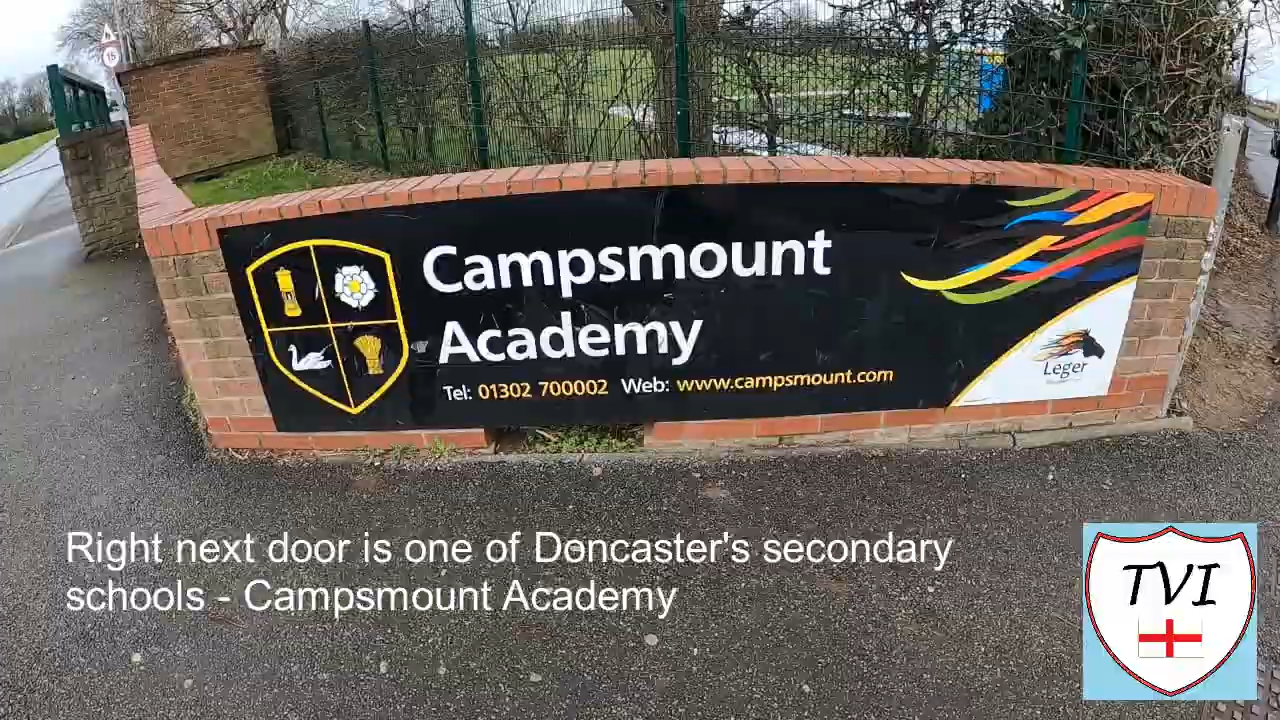 15
Campsmount
Academy
Tel: 01302 700002 Web: www.campsmount.com
Leger
Right next door is one of Doncaster's secondary
schools - Campsmount Academy
TVI